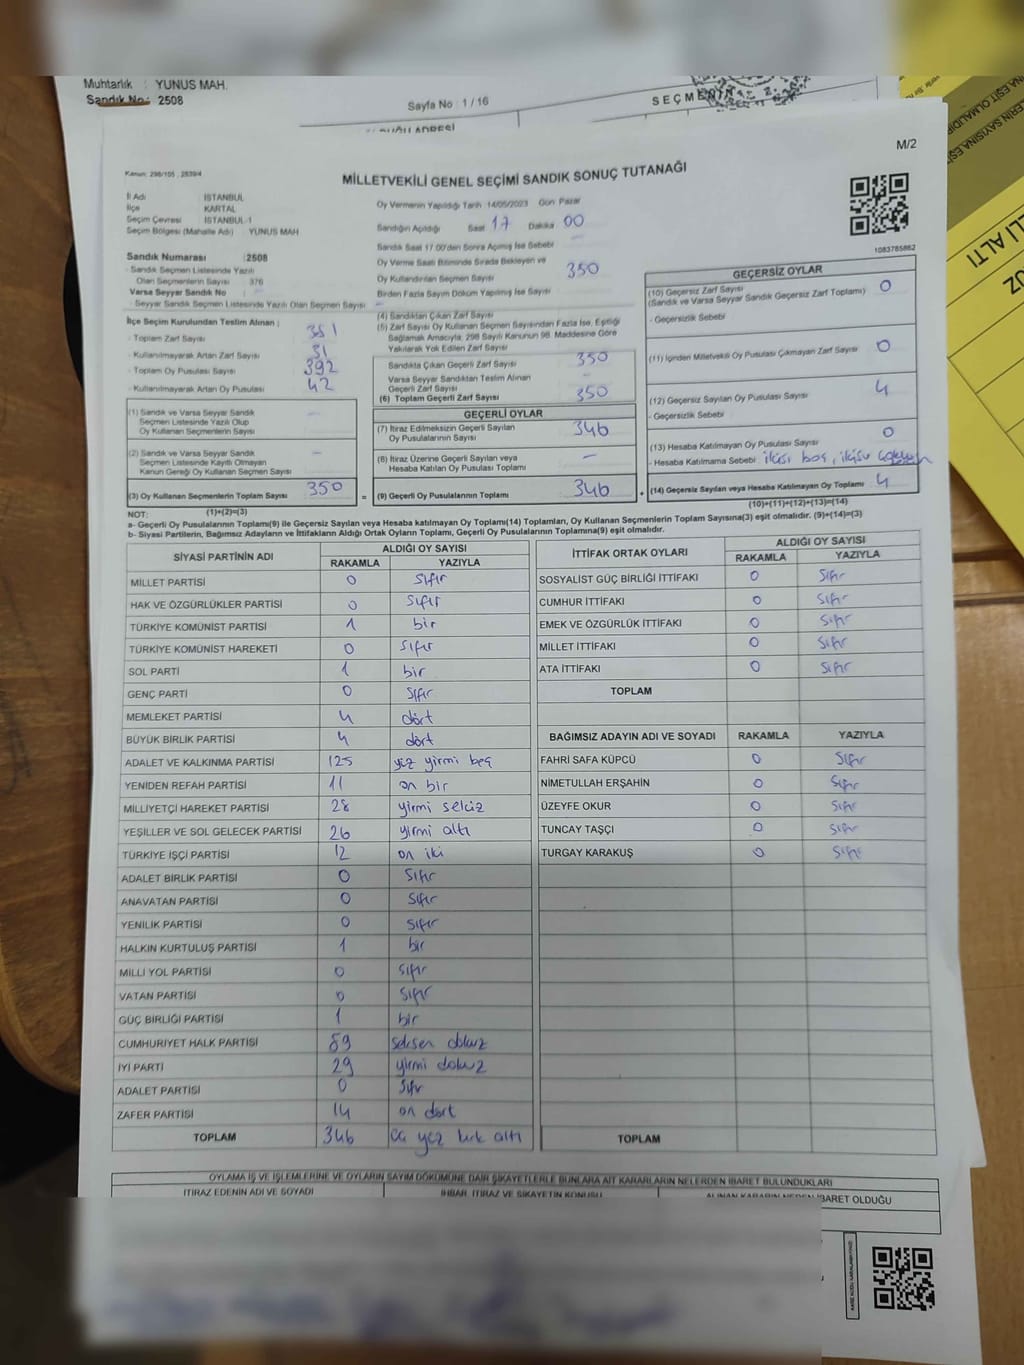 Muhtarlık : YUNUS MAH.
Sandık No : 2508
Sayfa No : 1 / 16
SEÇMENİN
M/2
Kanun: 298/105 , 2839/4
MİLLETVEKİLİ GENEL SEÇİMİ SANDIK SONUÇ TUTANAĞI
1083785862
İl Adı : İSTANBUL
İlçe : KARTAL
Seçim Çevresi : İSTANBUL-1
Seçim Bölgesi (Mahalle Adı) : YUNUS MAH
Oy Vermenin Yapıldığı Tarih 14/05/2023 Gün Pazar
Sandığın Açıldığı Saat 17 Dakika 00
Sandık Saat 17.00'den Sonra Açılmış İse Sebebi
Oy Verme Saati Bitiminde Sırada Bekleyen ve
Oy Kullandırılan Seçmen Sayısı 350
Birden Fazla Sayım Döküm Yapılmış İse Sayısı
Sandık Numarası :2508
- Sandık Seçmen Listesinde Yazılı
Olan Seçmenlerin Sayısı 376
Varsa Seyyar Sandık No :
- Seyyar Sandık Seçmen Listesinde Yazılı Olan Seçmen Sayısı
İlçe Seçim Kurulundan Teslim Alınan ;
- Toplam Zarf Sayısı
- Kullanılmayarak Artan Zarf Sayısı 31
- Toplam Oy Pusulası Sayısı 392
- Kullanılmayarak Artan Oy Pusulası 42
(1) Sandık ve Varsa Seyyar Sandık
Seçmen Listesinde Yazılı Olup
Oy Kullanan Seçmenlerin Sayısı -
(2) Sandık ve Varsa Seyyar Sandık
Seçmen Listesinde Kayıtlı Olmayan
Kanun Gereği Oy Kullanan Seçmen Sayısı -
(3) Oy Kullanan Seçmenlerin Toplam Sayısı 350 =
(1)+(2)=(3)
(4) Sandıktan Çıkan Zarf Sayısı
(5) Zarf Sayısı Oy Kullanan Seçmen Sayısından Fazla İse, Eşitliği
Sağlamak Amacıyla; 298 Sayılı Kanunun 98. Maddesine Göre
Yakılarak Yok Edilen Zarf Sayısı
Sandıkta Çıkan Geçerli Zarf Sayısı 350
Varsa Seyyar Sandıktan Teslim Alınan
Geçerli Zarf Sayısı -
(6) Toplam Geçerli Zarf Sayısı 350
GEÇERLİ OYLAR
(7) İtiraz Edilmeksizin Geçerli Sayılan
Oy Pusulalarının Sayısı 346
(8) İtiraz Üzerine Geçerli Sayılan veya
Hesaba Katılan Oy Pusulası Toplamı -
(9) Geçerli Oy Pusulalarının Toplamı 346 +
GEÇERSİZ OYLAR
(10) Geçersiz Zarf Sayısı 0
(Sandık ve Varsa Seyyar Sandık Geçersiz Zarf Toplamı)
- Geçersizlik Sebebi
(11) İçinden Milletvekili Oy Pusulası Çıkmayan Zarf Sayısı 0
(12) Geçersiz Sayılan Oy Pusulası Sayısı 4
- Geçersizlik Sebebi
(13) Hesaba Katılmayan Oy Pusulası Sayısı 0
- Hesaba Katılmama Sebebi ikisi boş, ikisi
(14) Geçersiz Sayılan veya Hesaba Katılmayan Oy Toplamı 4
(10)+(11)+(12)+(13)=(14)
NOT:
a- Geçerli Oy Pusulalarının Toplamı(9) ile Geçersiz Sayılan veya Hesaba katılmayan Oy Toplamı(14) Toplamları, Oy Kullanan Seçmenlerin Toplam Sayısına(3) eşit olmalıdır. (9)+(14)=(3)
b- Siyasi Partilerin, Bağımsız Adayların ve İttifakların Aldığı Ortak Oyların Toplamı, Geçerli Oy Pusulalarının Toplamına(9) eşit olmalıdır.
SİYASİ PARTİNİN ADI ALDIĞI OY SAYISI
RAKAMLA YAZIYLA
MİLLET PARTİSİ 0 sıfır
HAK VE ÖZGÜRLÜKLER PARTİSİ 0 sıfır
TÜRKİYE KOMÜNİST PARTİSİ 1 bir
TÜRKİYE KOMÜNİST HAREKETİ 0 sıfır
SOL PARTİ 1 bir
GENÇ PARTİ 0 sıfır
MEMLEKET PARTİSİ 4 dört
BÜYÜK BİRLİK PARTİSİ 4 dört
ADALET VE KALKINMA PARTİSİ 125 yüz yirmi beş
YENİDEN REFAH PARTİSİ 11 on bir
MİLLİYETÇİ HAREKET PARTİSİ 28 yirmi sekiz
YEŞİLLER VE SOL GELECEK PARTİSİ 26 yirmi altı
TÜRKİYE İŞÇİ PARTİSİ 12 on iki
ADALET BİRLİK PARTİSİ 0 sıfır
ANAVATAN PARTİSİ 0 sıfır
YENİLİK PARTİSİ 0 sıfır
HALKIN KURTULUŞ PARTİSİ 1 bir
MİLLİ YOL PARTİSİ 0 sıfır
VATAN PARTİSİ 0 sıfır
GÜÇ BİRLİĞİ PARTİSİ 1 bir
CUMHURİYET HALK PARTİSİ 89 seksen dokuz
İYİ PARTİ 29 yirmi dokuz
ADALET PARTİSİ 0 sıfır
ZAFER PARTİSİ 14 on dört
TOPLAM 346 üç yüz kırk altı
İTTİFAK ORTAK OYLARI ALDIĞI OY SAYISI
RAKAMLA YAZIYLA
SOSYALİST GÜÇ BİRLİĞİ İTTİFAKI 0 sıfır
CUMHUR İTTİFAKI 0 sıfır
EMEK VE ÖZGÜRLÜK İTTİFAKI 0 sıfır
MİLLET İTTİFAKI 0 sıfır
ATA İTTİFAKI 0 sıfır
TOPLAM
BAĞIMSIZ ADAYIN ADI VE SOYADI RAKAMLA YAZIYLA
FAHRİ SAFA KÜPCÜ 0 sıfır
NİMETULLAH ERŞAHİN 0 sıfır
ÜZEYFE OKUR 0 sıfır
TUNCAY TAŞÇI 0 sıfır
TURGAY KARAKUŞ 0 sıfır
TOPLAM
OYLAMA İŞ VE İŞLEMLERİNE VE OYLARIN SAYIM DÖKÜMÜNE DAİR ŞİKAYETLERLE BUNLARA AİT KARARLARIN NELERDEN İBARET BULUNDUKLARI
İTİRAZ EDENİN ADI VE SOYADI İHBAR, İTİRAZ VE ŞİKAYETİN KONUSU ALINAN KARARIN NEDEN İBARET OLDUĞU